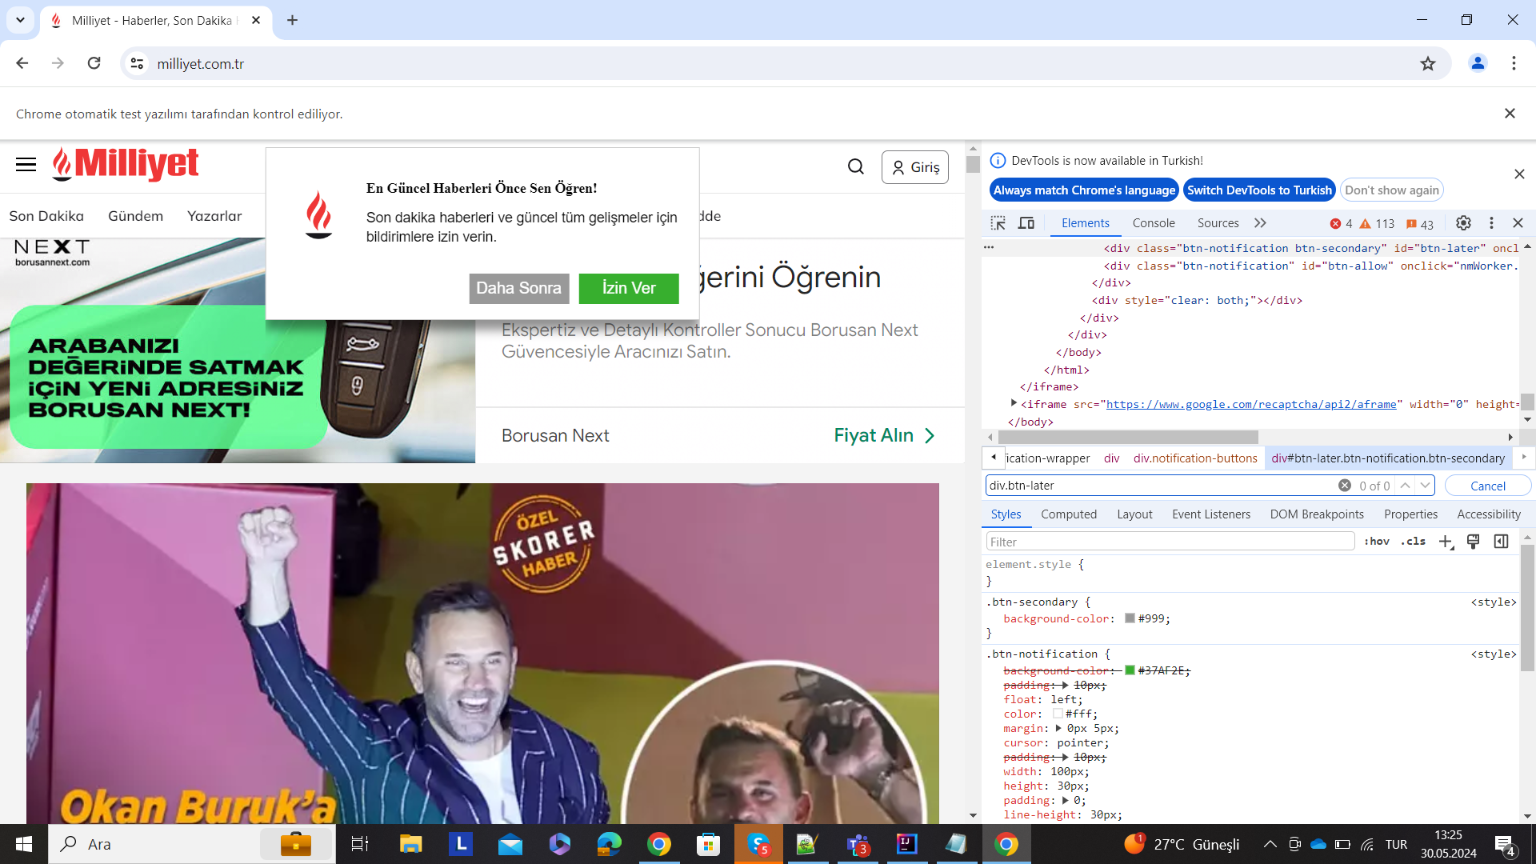 Milliyet - Haberler, Son Dakika
milliyet.com.tr
Chrome otomatik test yazılımı tarafından kontrol ediliyor.
Milliyet
Giriş
Son Dakika
Gündem
Yazarlar
dde
En Güncel Haberleri Önce Sen Öğren!
Son dakika haberleri ve güncel tüm gelişmeler için
bildirimlere izin verin.
Daha Sonra
İzin Ver
NEXT
borusannext.com
ARABANIZI
DEĞERİNDE SATMAK
İÇİN YENİ ADRESİNİZ
BORUSAN NEXT!
ğerini Öğrenin
Ekspertiz ve Detaylı Kontroller Sonucu Borusan Next
Güvencesiyle Aracınızı Satın.
Borusan Next
Fiyat Alın
ÖZEL
SKORER
HABER
Okan Buruk'a
DevTools is now available in Turkish!
Always match Chrome's language
Switch DevTools to Turkish
Don't show again
Elements
Console
Sources
4
113
43
<div class="btn-notification btn-secondary" id="btn-later" oncl
<div class="btn-notification" id="btn-allow" onclick="nmWorker.
</div>
<div style="clear: both;"></div>
</div>
</div>
</body>
</html>
</iframe>
<iframe src="https://www.google.com/recaptcha/api2/aframe" width="0" height=
</body>
ication-wrapper
div
div.notification-buttons
div#btn-later.btn-notification.btn-secondary
div.btn-later
0 of 0
Cancel
Styles
Computed
Layout
Event Listeners
DOM Breakpoints
Properties
Accessibility
Filter
:hov
.cls
element.style {
}
.btn-secondary {
<style>
background-color: #999;
}
.btn-notification {
<style>
background-color: #37AF2E;
padding: 10px;
float: left;
color: #fff;
margin: 0px 5px;
cursor: pointer;
padding: 10px;
width: 100px;
height: 30px;
padding: 0;
line-height: 30px;
Ara
L
S
5
3
IJ
1
27°C Güneşli
TUR
13:25
30.05.2024
4